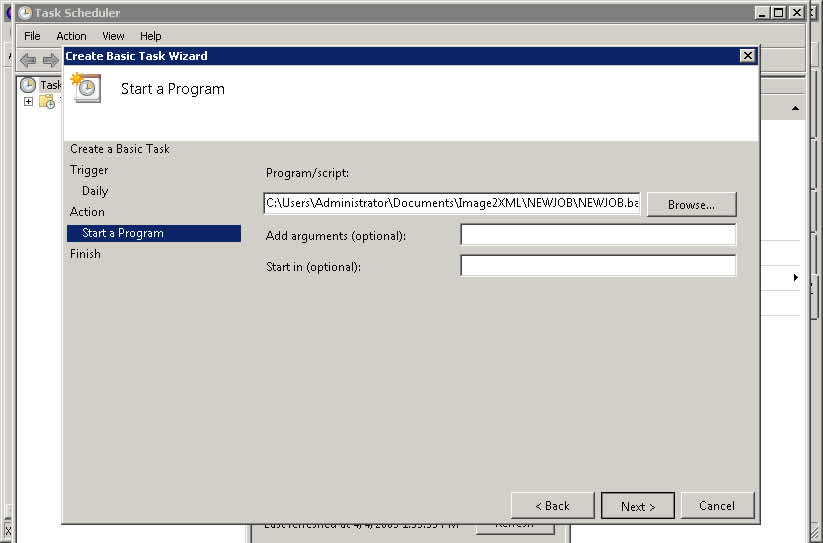 Task Scheduler
File Action View Help
Create Basic Task Wizard
Task
Start a Program
Create a Basic Task
Trigger
Daily
Action
Start a Program
Finish
Program/script:
C:\Users\Administrator\Documents\Image2XML\NEWJOB\NEWJOB.ba
Browse...
Add arguments (optional):
Start in (optional):
< Back Next > Cancel